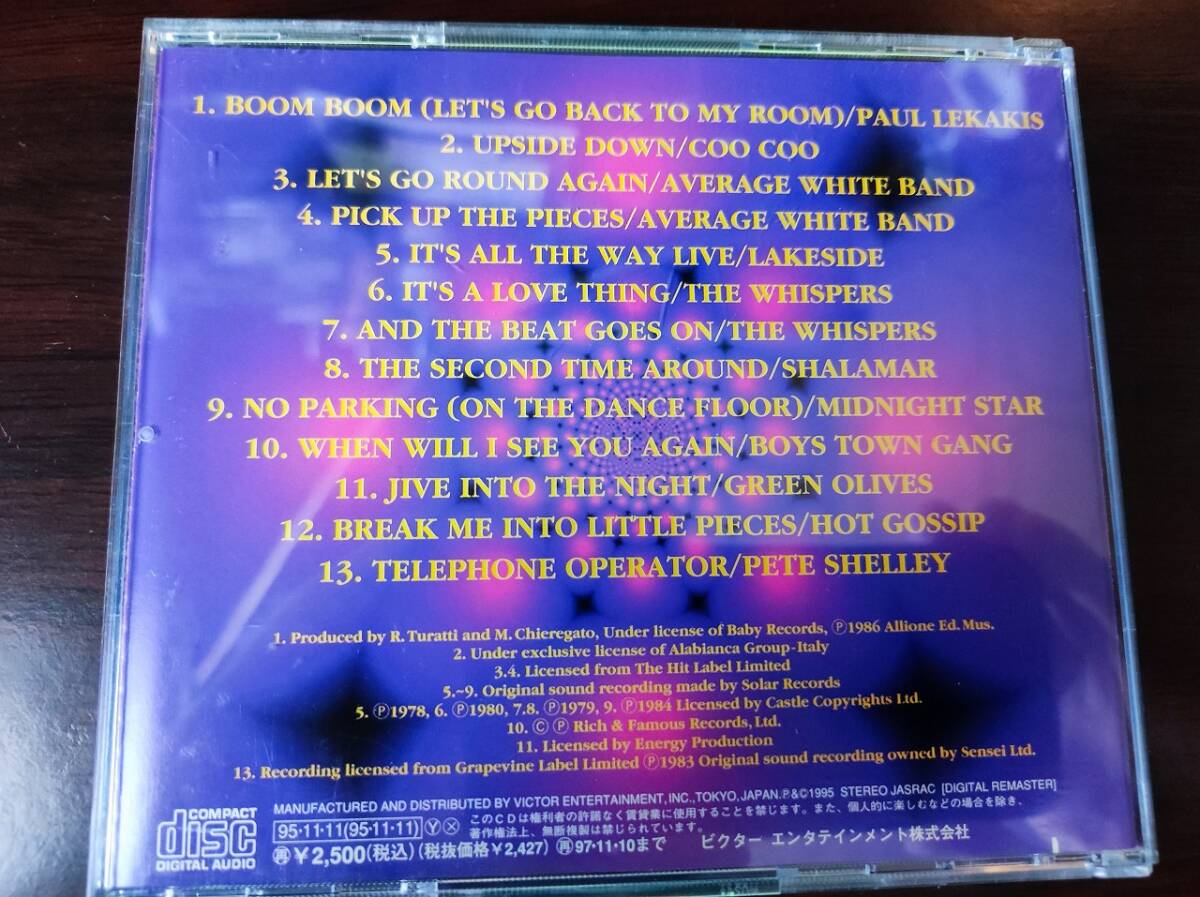 1. BOOM BOOM (LET'S GO BACK TO MY ROOM)/PAUL LEKAKIS
2. UPSIDE DOWN/COO COO
3. LET'S GO ROUND AGAIN/AVERAGE WHITE BAND
4. PICK UP THE PIECES/AVERAGE WHITE BAND
5. IT'S ALL THE WAY LIVE/LAKESIDE
6. IT'S A LOVE THING/THE WHISPERS
7. AND THE BEAT GOES ON/THE WHISPERS
8. THE SECOND TIME AROUND/SHALAMAR
9. NO PARKING (ON THE DANCE FLOOR)/MIDNIGHT STAR
10. WHEN WILL I SEE YOU AGAIN/BOYS TOWN GANG
11. JIVE INTO THE NIGHT/GREEN OLIVES
12. BREAK ME INTO LITTLE PIECES/HOT GOSSIP
13. TELEPHONE OPERATOR/PETE SHELLEY
1. Produced by R. Turatti and M. Chieregato, Under license of Baby Records, Ⓟ1986 Allione Ed. Mus.
2. Under exclusive license of Alabianca Group-Italy
3.4. Licensed from The Hit Label Limited
5.~9. Original sound recording made by Solar Records
5. Ⓟ1978, 6. Ⓟ1980, 7.8. Ⓟ1979, 9. Ⓟ1984 Licensed by Castle Copyrights Ltd.
10. Ⓒ Ⓟ Rich & Famous Records, Ltd.
11. Licensed by Energy Production
13. Recording licensed from Grapevine Label Limited Ⓟ1983 Original sound recording owned by Sensei Ltd.
COMPACT disc DIGITAL AUDIO
MANUFACTURED AND DISTRIBUTED BY VICTOR ENTERTAINMENT, INC., TOKYO, JAPAN. Ⓟ&©1995 STEREO JASRAC [DIGITAL REMASTER]
95・11・11(95・11・11) Ⓨ Ⓧ このCDは権利者の許諾なく賃貸業に使用することを禁じます。また、個人的に楽しむなどの場合を除き、
著作権法上、無断複製は禁じられています。
㊢¥2,500(税込)(税抜価格¥2,427) ㊢97・11・10まで ビクター エンタテインメント株式会社